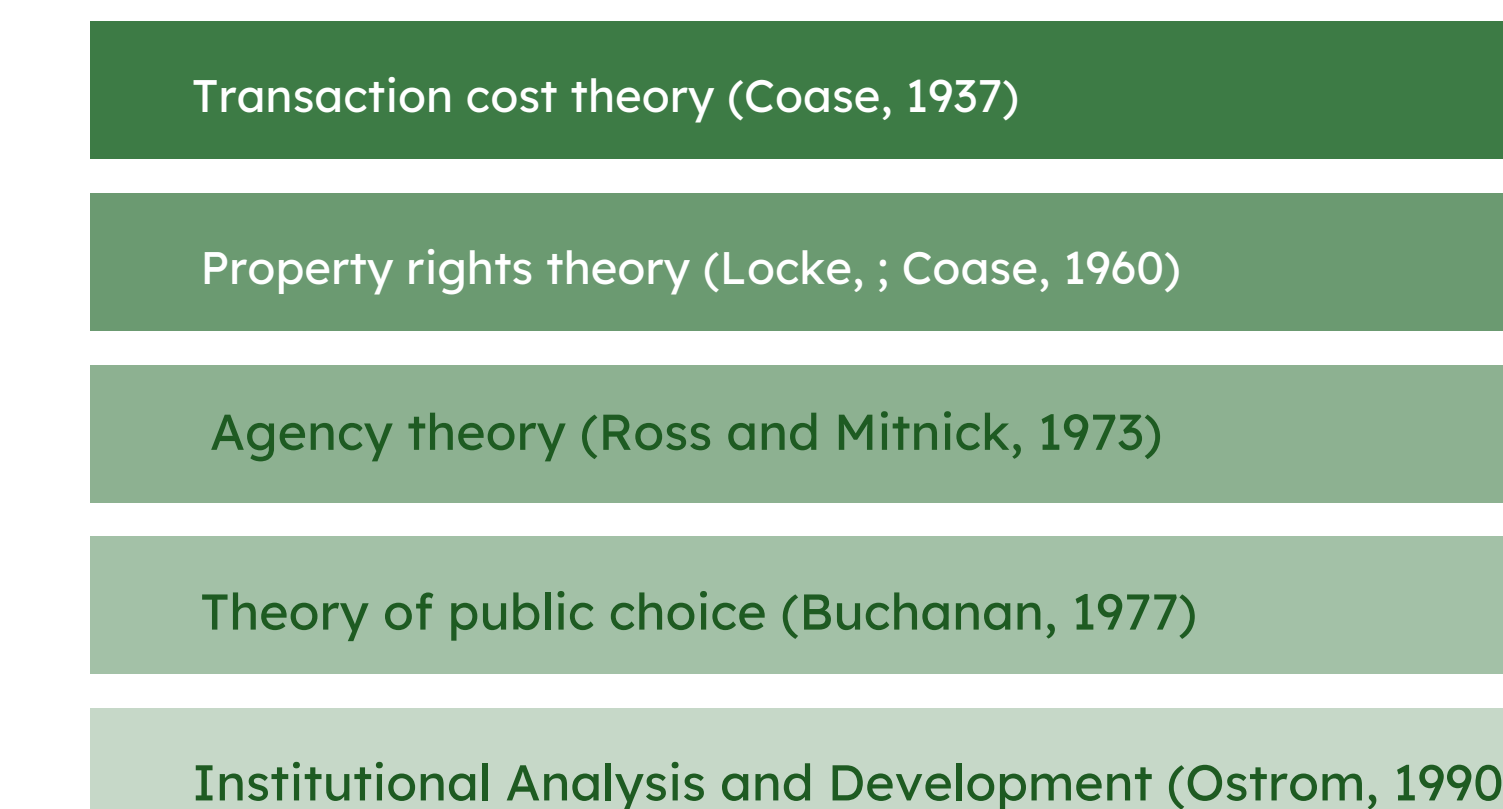 Transaction cost theory (Coase, 1937)
Property rights theory (Locke, ; Coase, 1960)
Agency theory (Ross and Mitnick, 1973)
Theory of public choice (Buchanan, 1977)
Institutional Analysis and Development (Ostrom, 1990